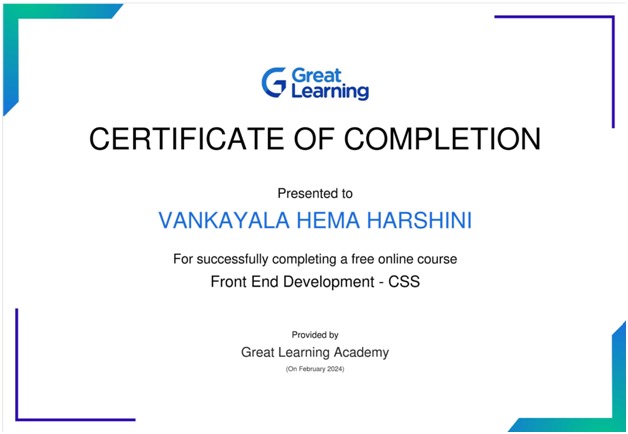 Great
Learning
CERTIFICATE OF COMPLETION
Presented to
VANKAYALA HEMA HARSHINI
For successfully completing a free online course
Front End Development - CSS
Provided by
Great Learning Academy
(On February 2024)